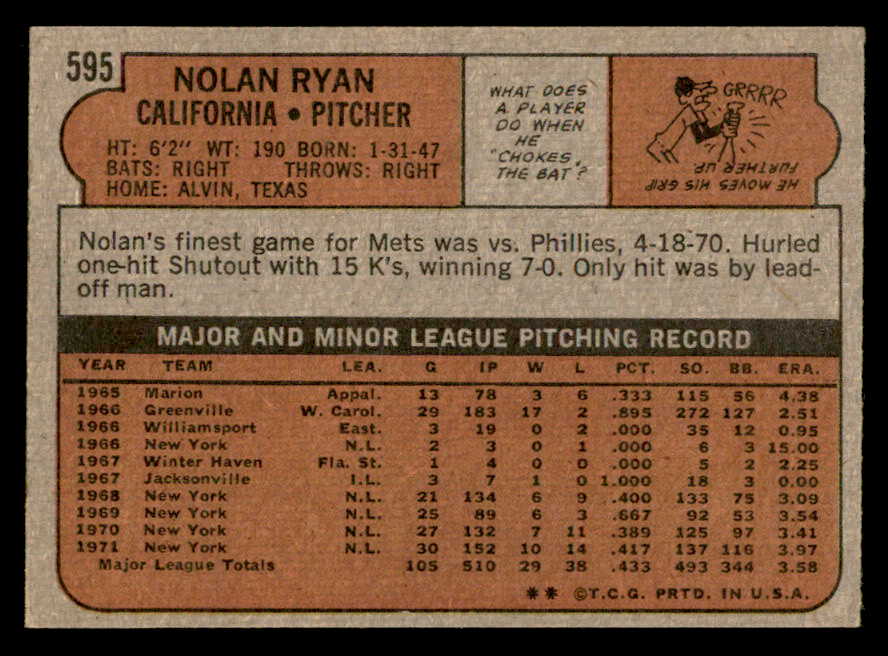 595
NOLAN RYAN
CALIFORNIA • PITCHER
HT: 6'2" WT: 190 BORN: 1-31-47
BATS: RIGHT THROWS: RIGHT
HOME: ALVIN, TEXAS
WHAT DOES
A PLAYER
DO WHEN
HE
"CHOKES"
THE BAT?
GRRRR
HE MOVES HIS GRIP
FURTHER UP
Nolan's finest game for Mets was vs. Phillies, 4-18-70. Hurled
one-hit Shutout with 15 K's, winning 7-0. Only hit was by lead-
off man.
MAJOR AND MINOR LEAGUE PITCHING RECORD
YEAR TEAM LEA. G IP W L PCT. SO. BB. ERA.
1965 Marion Appal. 13 78 3 6 .333 115 56 4.38
1966 Greenville W. Carol. 29 183 17 2 .895 272 127 2.51
1966 Williamsport East. 3 19 0 2 .000 35 12 0.95
1966 New York N.L. 2 3 0 1 .000 6 3 15.00
1967 Winter Haven Fla. St. 1 4 0 0 .000 5 2 2.25
1967 Jacksonville I.L. 3 7 1 0 1.000 18 3 0.00
1968 New York N.L. 21 134 6 9 .400 133 75 3.09
1969 New York N.L. 25 89 6 3 .667 92 53 3.54
1970 New York N.L. 27 132 7 11 .389 125 97 3.41
1971 New York N.L. 30 152 10 14 .417 137 116 3.97
Major League Totals 105 510 29 38 .433 493 344 3.58
** ©T.C.G. PRTD. IN U.S.A.